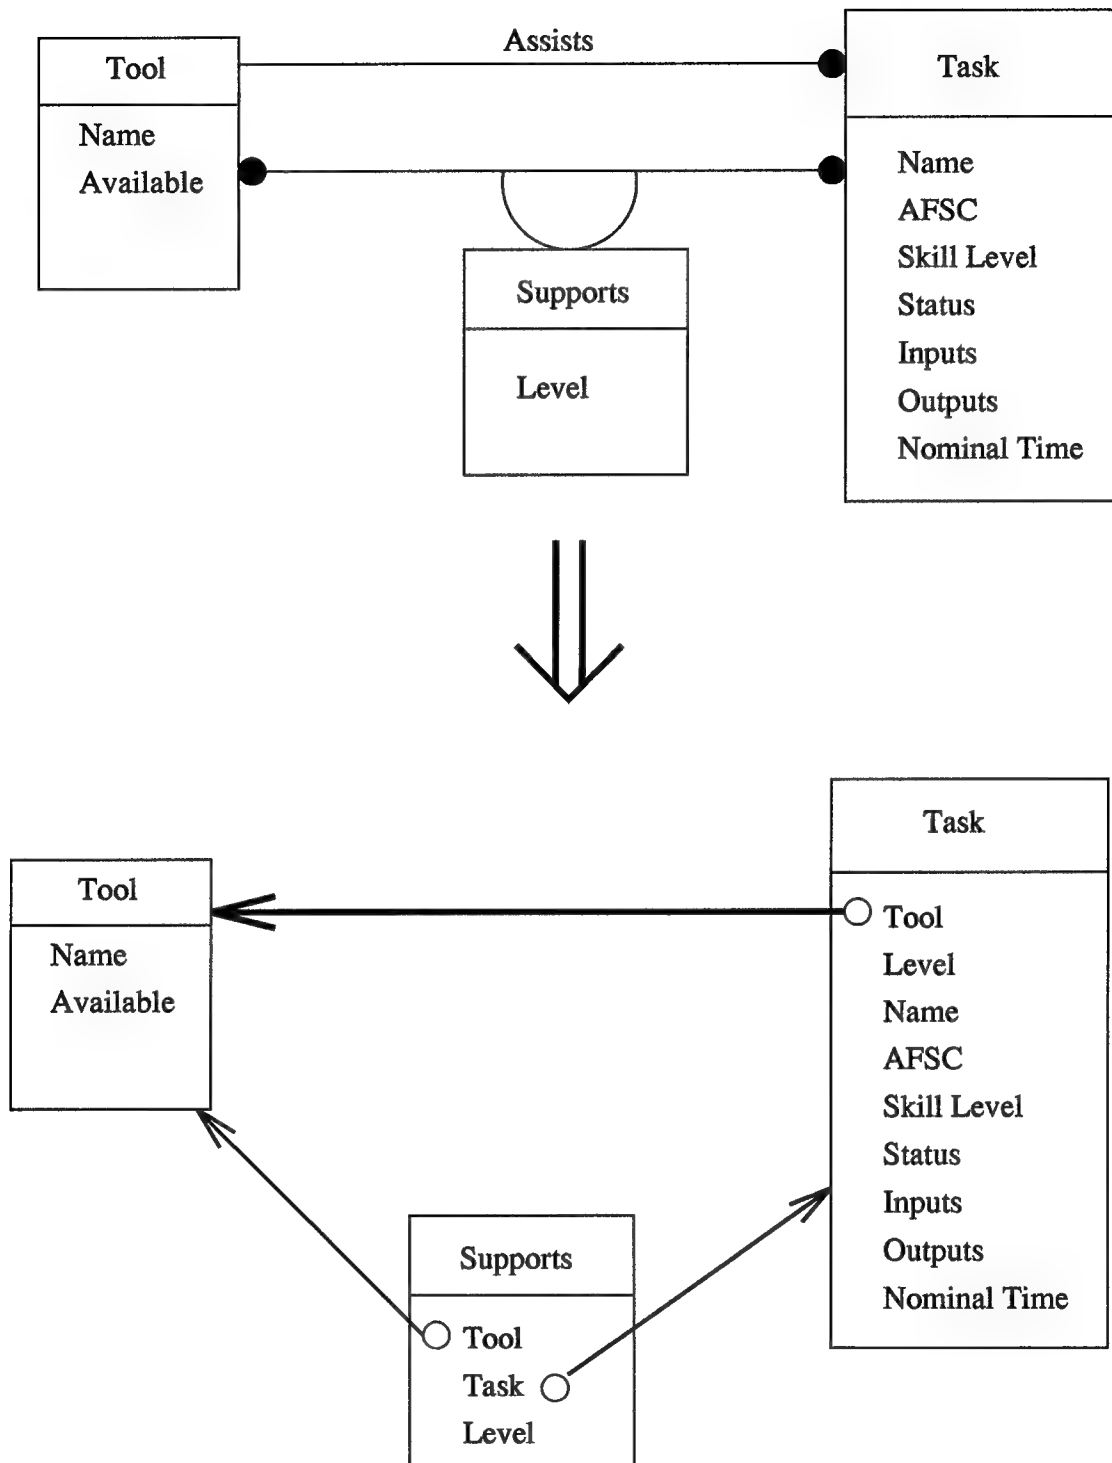 Assists
Tool
Name
Available
Task
Name
AFSC
Skill Level
Status
Inputs
Outputs
Nominal Time
Supports
Level
Task
Tool
Level
Name
AFSC
Skill Level
Status
Inputs
Outputs
Nominal Time
Tool
Name
Available
Supports
Tool
Task
Level